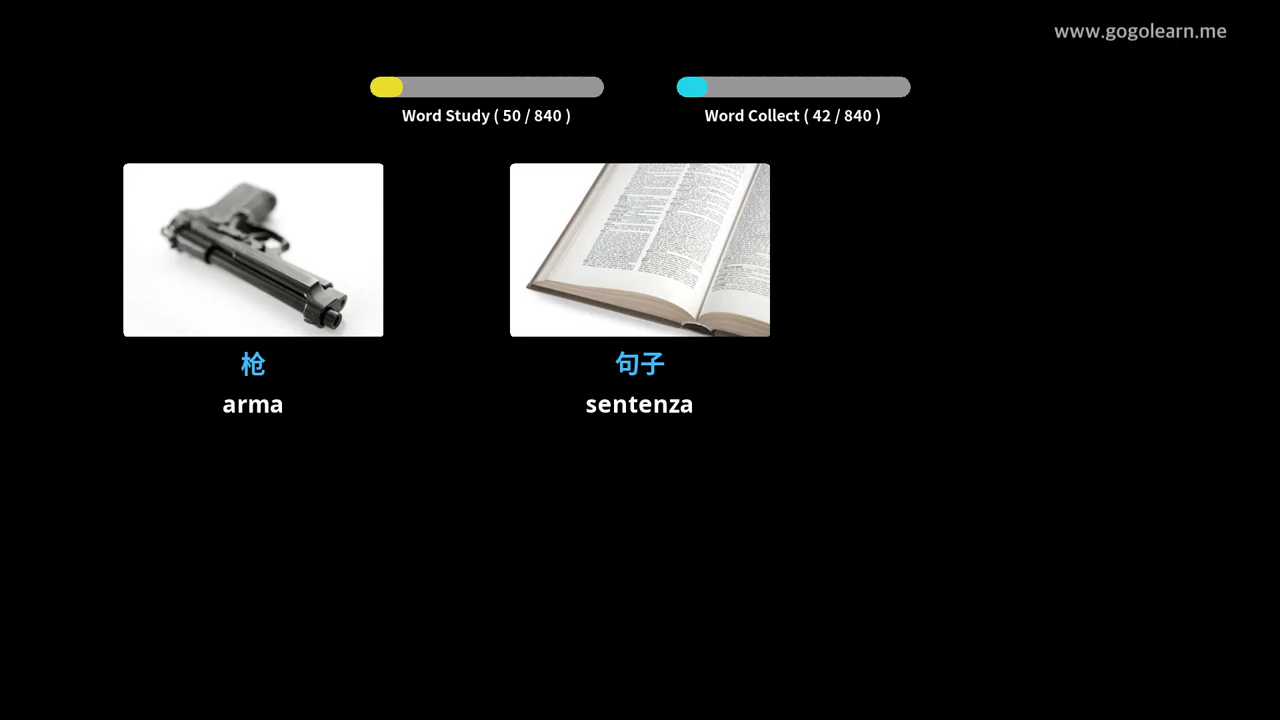 www.gogolearn.me
Word Study ( 50 / 840 )
Word Collect ( 42 / 840 )
枪
arma
句子
sentenza